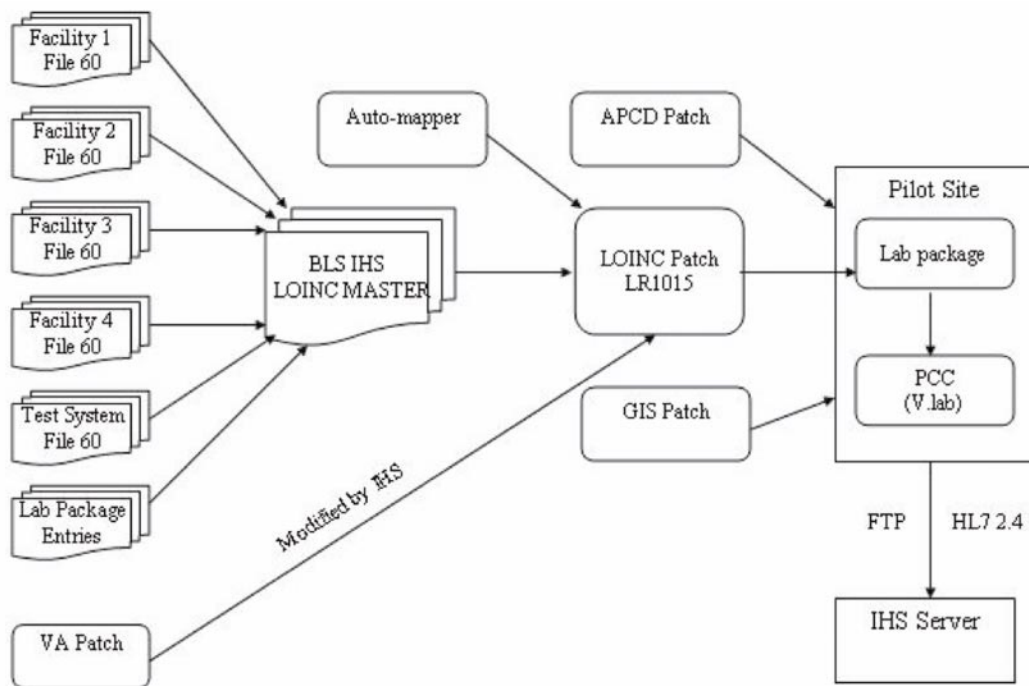 Facility 1
File 60
Facility 2
File 60
Facility 3
File 60
Facility 4
File 60
Test System
File 60
Lab Package
Entries
VA Patch
BLS IHS
LOINC MASTER
Auto-mapper
Modified by IHS
LOINC Patch
LR1015
APCD Patch
GIS Patch
Pilot Site
Lab package
PCC
(V.lab)
FTP
HL7 2.4
IHS Server